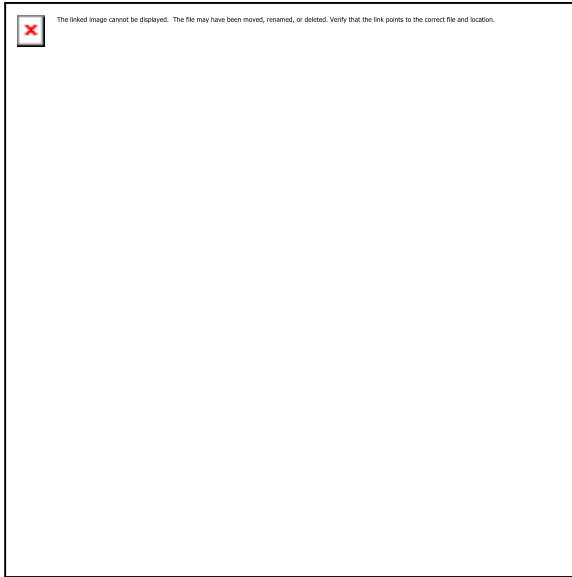 The linked image cannot be displayed.  The file may have been moved, renamed, or deleted. Verify that the link points to the correct file and location.